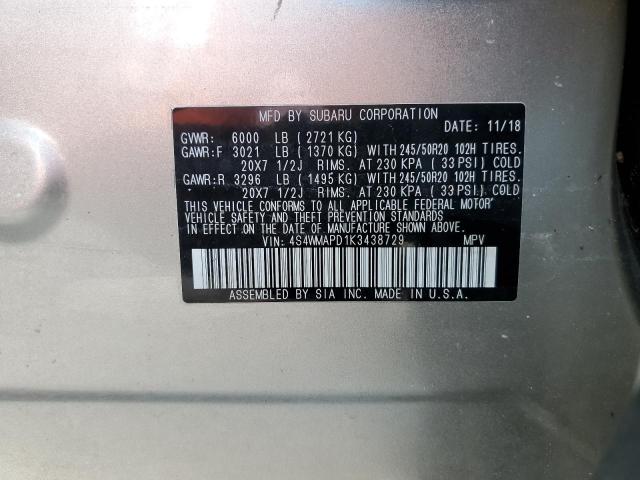 MFD BY SUBARU CORPORATION
DATE: 11/18
GVWR: 6000 LB ( 2721 KG)
GAWR:F 3021 LB ( 1370 KG) WITH 245/50R20 102H TIRES.
20X7 1/2J RIMS. AT 230 KPA ( 33 PSI) COLD
GAWR:R 3296 LB ( 1495 KG) WITH 245/50R20 102H TIRES.
20X7 1/2J RIMS. AT 230 KPA ( 33 PSI) COLD
THIS VEHICLE CONFORMS TO ALL APPLICABLE FEDERAL MOTOR
VEHICLE SAFETY AND THEFT PREVENTION STANDARDS
IN EFFECT ON THE DATE OF MANUFACTURE SHOWN ABOVE.
VIN: 4S4WMAPD1K3438729 MPV
ASSEMBLED BY SIA INC. MADE IN U.S.A.